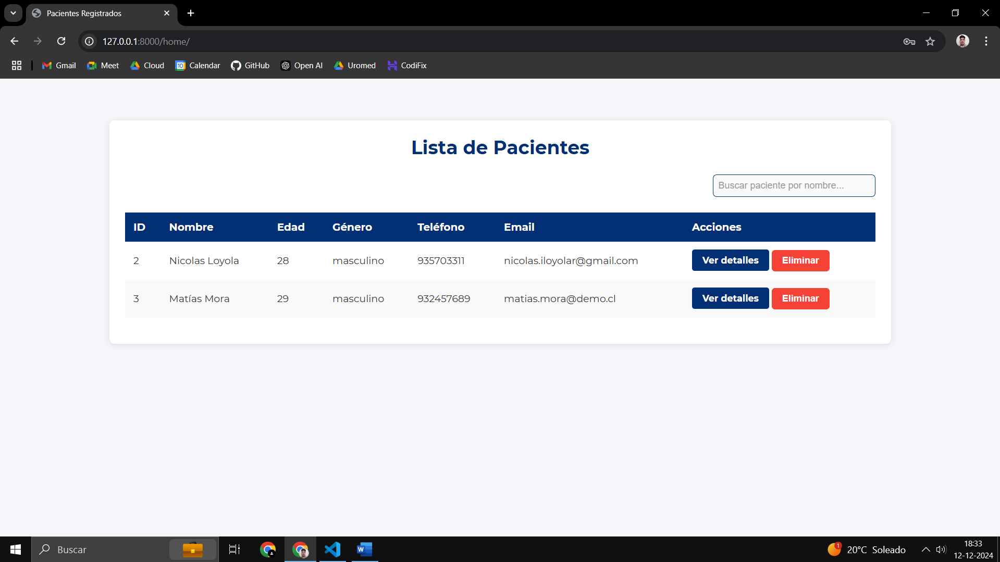 Pacientes Registrados
127.0.0.1:8000/home/
Gmail Meet Cloud 10 Calendar GitHub Open AI Uromed CodiFix
Lista de Pacientes
Buscar paciente por nombre...
ID Nombre Edad Género Teléfono Email Acciones
2 Nicolas Loyola 28 masculino 935703311 nicolas.iloyolar@gmail.com Ver detalles Eliminar
3 Matías Mora 29 masculino 932457689 matias.mora@demo.cl Ver detalles Eliminar
Buscar W 1 20°C Soleado 18:33
12-12-2024